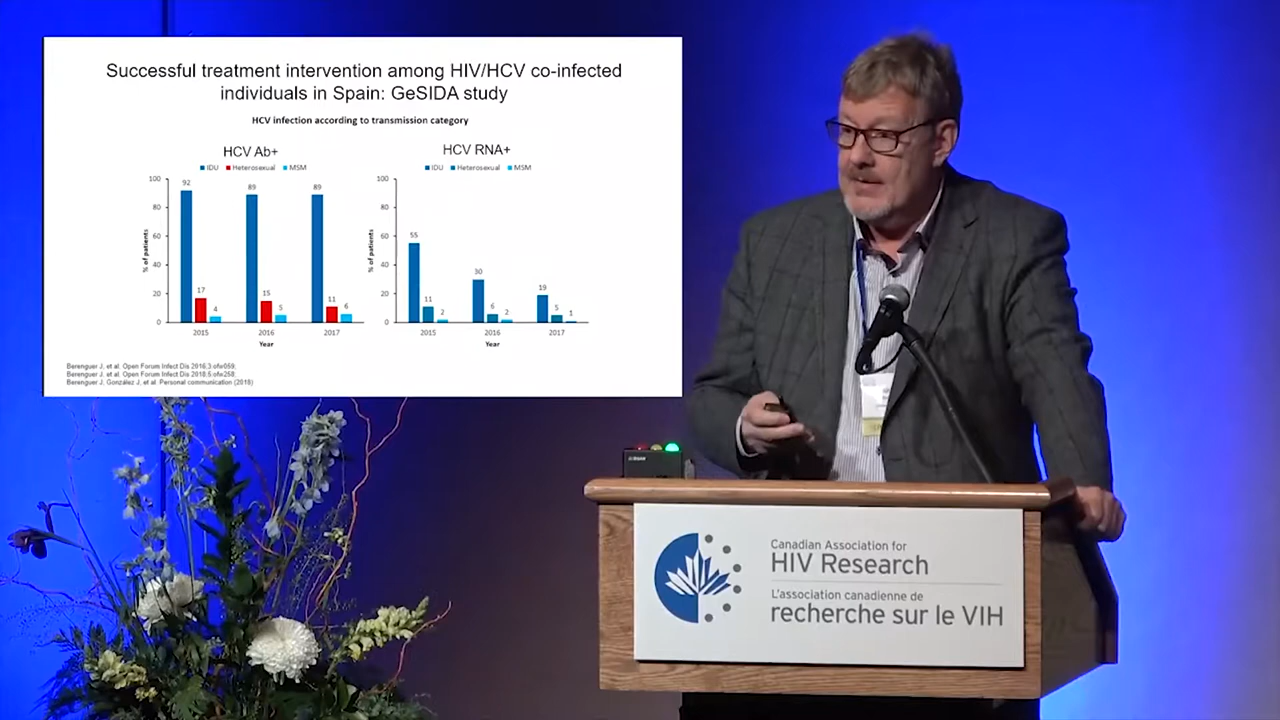 Successful treatment intervention among HIV/HCV co-infected
individuals in Spain: GeSIDA study
HCV infection according to transmission category
HCV Ab+
IDU Heterosexual MSM
% of patients
100
80
60
40
20
0
92
17
4
89
15
5
89
11
6
2015 2016 2017
Year
HCV RNA+
IDU Heterosexual MSM
% of patients
100
80
60
40
20
0
55
11
2
30
6
2
19
5
1
2015 2016 2017
Year
Berenguer J, et al. Open Forum Infect Dis 2016;3:ofw059;
Berenguer J, et al. Open Forum Infect Dis 2018;5:ofx258;
Berenguer J, González J, et al. Personal communication (2018)
Canadian Association for
HIV Research
L'association canadienne de
recherche sur le VIH